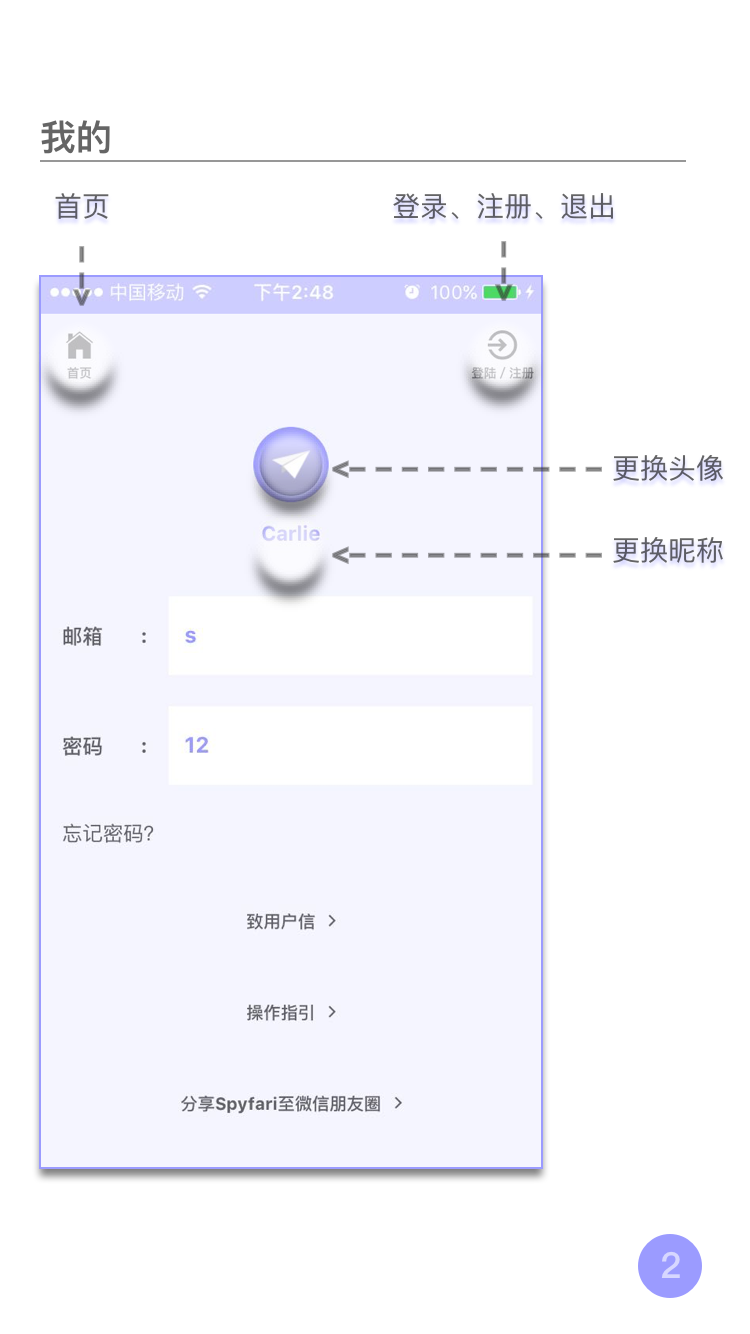 我的
首页
登录、注册、退出
中国移动 下午2:48 100%
首页
登陆 / 注册
更换头像
Carlie
更换昵称
邮箱 : s
密码 : 12
忘记密码?
致用户信 >
操作指引 >
分享Spyfari至微信朋友圈 >
2